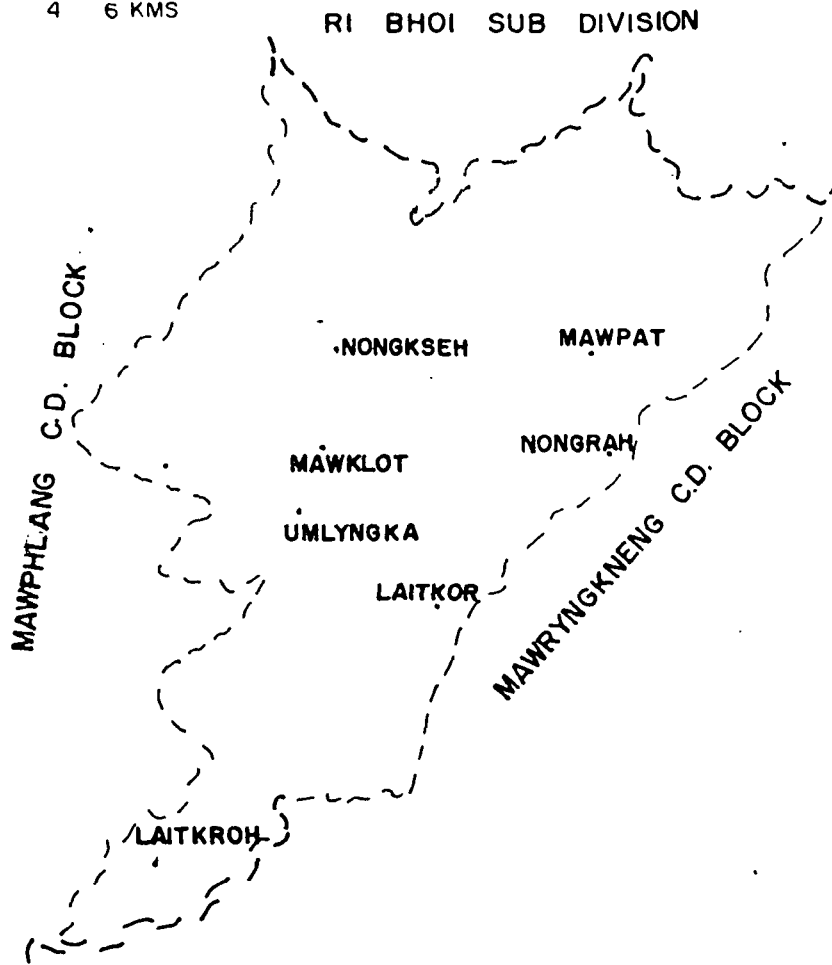 4 6 KMS
RI BHOI SUB DIVISION
MAWPHLANG C.D. BLOCK
NONGKSEH
MAWPAT
MAWKLOT
NONGRAH
UMLYNGKA
LAITKOR
MAWRYNGKNENG C.D. BLOCK
LAITKROH